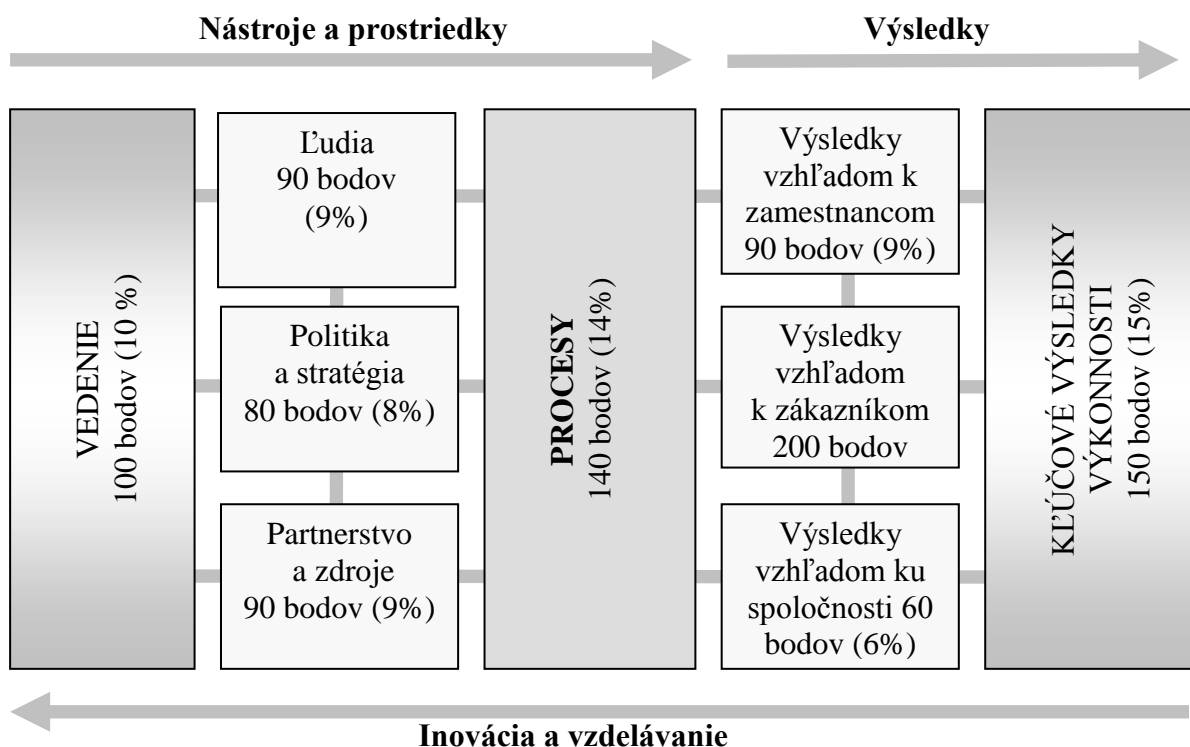 Nástroje a prostriedky
Výsledky
VEDENIE
100 bodov (10 %)
Ľudia
90 bodov
(9%)
Politika
a stratégia
80 bodov (8%)
Partnerstvo
a zdroje
90 bodov (9%)
PROCESY
140 bodov (14%)
Výsledky
vzhľadom k
zamestnancom
90 bodov (9%)
Výsledky
vzhľadom
k zákazníkom
200 bodov
Výsledky
vzhľadom ku
spoločnosti 60
bodov (6%)
KĽÚČOVÉ VÝSLEDKY
VÝKONNOSTI
150 bodov (15%)
Inovácia a vzdelávanie